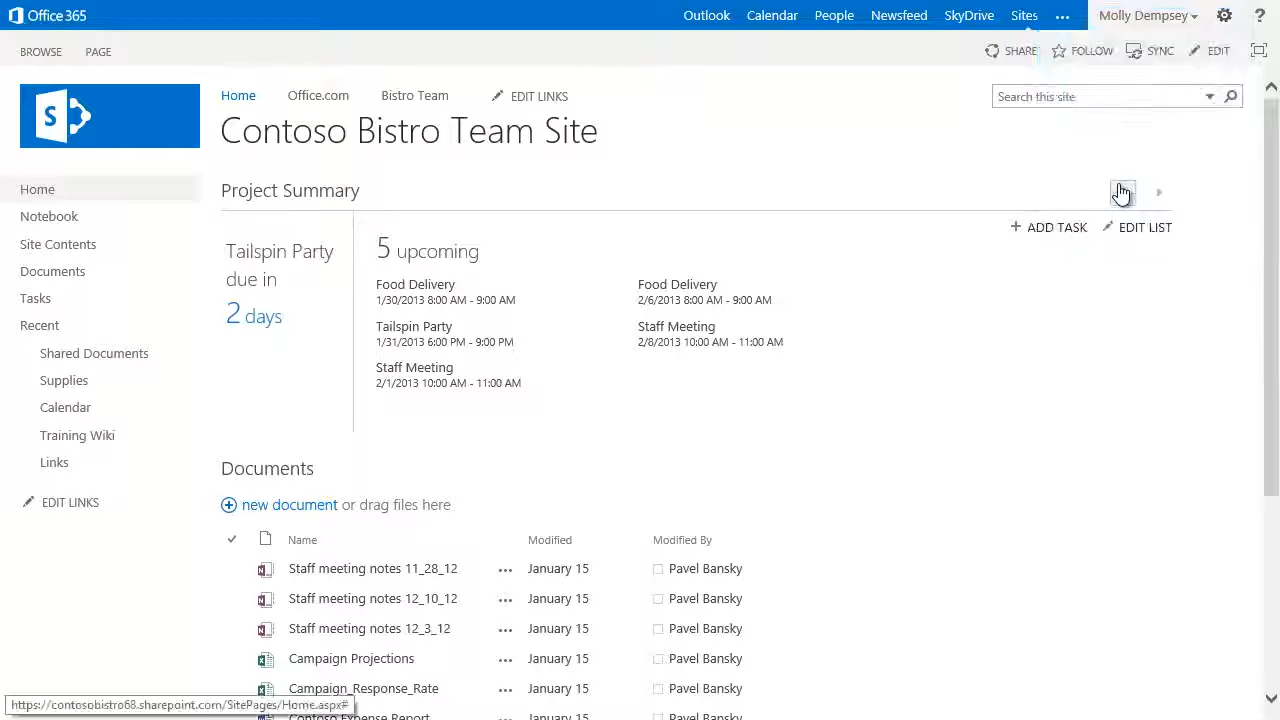 Office 365
Outlook Calendar People Newsfeed SkyDrive Sites ••• Molly Dempsey ?
BROWSE PAGE SHARE FOLLOW SYNC EDIT
S
Home Office.com Bistro Team EDIT LINKS Search this site
Contoso Bistro Team Site
Home
Notebook
Site Contents
Documents
Tasks
Recent
Shared Documents
Supplies
Calendar
Training Wiki
Links
EDIT LINKS
Project Summary
+ ADD TASK EDIT LIST
Tailspin Party
due in
2 days
5 upcoming
Food Delivery
1/30/2013 8:00 AM - 9:00 AM
Tailspin Party
1/31/2013 6:00 PM - 9:00 PM
Staff Meeting
2/1/2013 10:00 AM - 11:00 AM
Food Delivery
2/6/2013 8:00 AM - 9:00 AM
Staff Meeting
2/8/2013 10:00 AM - 11:00 AM
Documents
new document or drag files here
Name Modified Modified By
Staff meeting notes 11_28_12 ••• January 15 Pavel Bansky
Staff meeting notes 12_10_12 ••• January 15 Pavel Bansky
Staff meeting notes 12_3_12 ••• January 15 Pavel Bansky
Campaign Projections ••• January 15 Pavel Bansky
Campaign_Response_Rate ••• January 15 Pavel Bansky
Contoso Expense Report ••• January 15 Pavel Bansky
https://contosobistro68.sharepoint.com/SitePages/Home.aspx#